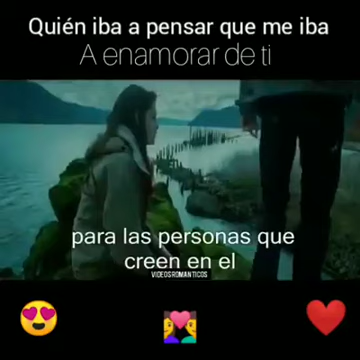 Quién iba a pensar que me iba
A enamorar de ti
para las personas que
creen en el
VIDEOSROMANTICOS